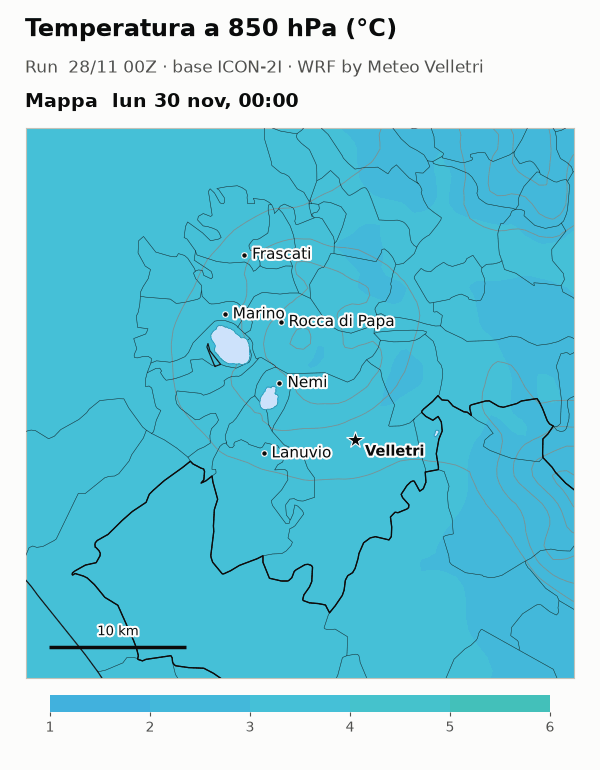 Temperatura a 850 hPa (°C)
Run  28/11 00Z · base ICON-2I · WRF by Meteo Velletri
Mappa  lun 30 nov, 00:00
Frascati
Marino
Rocca di Papa
Nemi
Velletri
Lanuvio
10 km
1 2 3 4 5 6